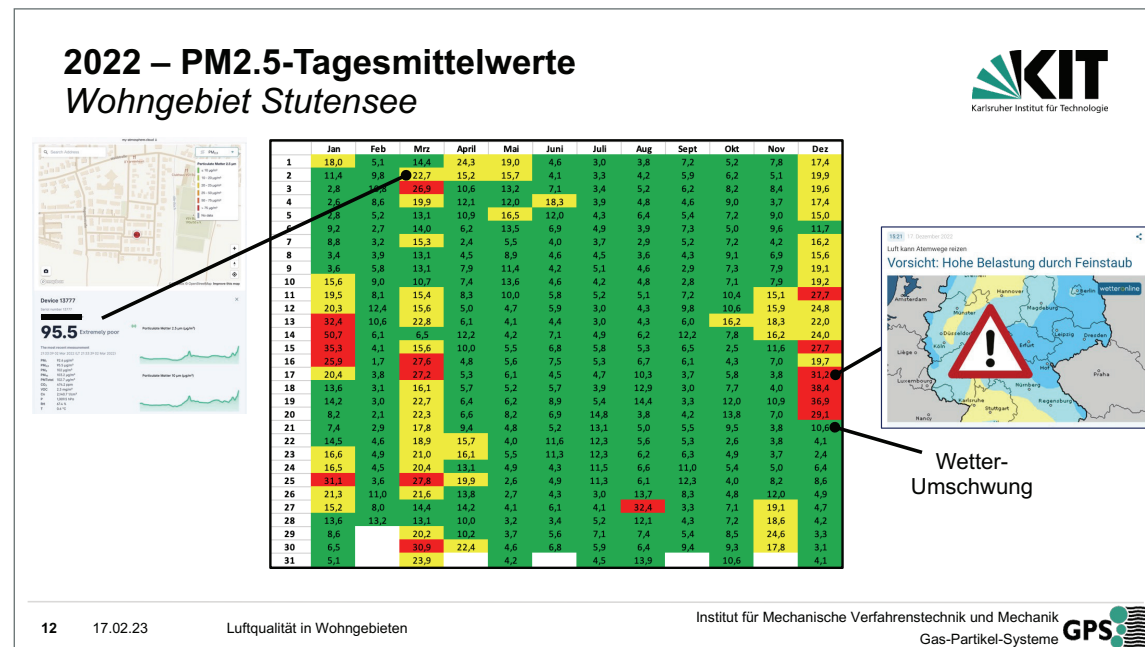 2022 – PM2.5-Tagesmittelwerte
Wohngebiet Stutensee
KIT
Karlsruher Institut für Technologie
Search Address
Device 13777
95.5 Extremely poor
Particulate Matter 2.5 µm (µg/m³)
Particulate Matter 10 µm (µg/m³)
Jan Feb Mrz April Mai Juni Juli Aug Sept Okt Nov Dez
1 18,0 5,1 14,4 24,3 19,0 4,6 3,0 3,8 7,2 5,2 7,8 17,4
2 11,4 9,8 22,7 15,2 15,7 4,1 3,3 4,2 5,9 6,2 5,1 19,9
3 2,8 26,9 10,6 13,2 7,1 3,4 5,2 6,2 8,2 8,4 19,6
4 2,6 8,6 19,9 12,1 12,0 18,3 3,9 4,8 4,6 9,0 3,7 17,4
5 2,8 5,2 13,1 10,9 16,5 12,0 4,3 6,4 5,4 7,2 9,0 15,0
9,2 2,7 14,0 6,2 13,5 6,9 4,9 3,9 7,3 5,0 9,6 11,7
7 8,8 3,2 15,3 2,4 5,5 4,0 3,7 2,9 5,2 7,2 4,2 16,2
8 3,4 3,9 13,1 4,5 8,9 4,6 4,5 3,6 4,3 9,1 6,9 15,6
9 3,6 5,8 13,1 7,9 11,4 4,2 5,1 4,6 2,9 7,3 7,9 19,1
10 15,6 9,0 10,7 7,4 13,6 4,6 4,2 4,8 2,8 7,1 7,9 19,2
11 19,5 8,1 15,4 8,3 10,0 5,8 5,2 5,1 7,2 10,4 15,1 27,7
12 20,3 12,4 15,6 5,0 4,7 5,9 3,0 4,3 9,8 10,6 15,9 24,8
13 32,4 10,6 22,8 6,1 4,1 4,4 3,0 4,3 6,0 16,2 18,3 22,0
14 50,7 6,1 6,5 12,2 4,2 7,1 4,9 6,2 12,2 7,8 16,2 24,0
15 35,3 4,1 15,6 10,0 5,5 6,8 5,8 5,3 6,5 2,5 11,6 27,7
16 25,9 1,7 27,6 4,8 5,6 7,5 5,3 6,7 6,1 4,3 7,0 19,7
17 20,4 3,8 27,2 5,3 6,1 4,5 4,7 10,3 3,7 5,8 3,8 31,2
18 13,6 3,1 16,1 5,7 5,2 5,7 3,9 12,9 3,0 7,7 4,0 38,4
19 14,2 3,0 22,7 6,4 6,2 8,9 5,4 14,4 3,3 12,0 10,9 36,9
20 8,2 2,1 22,3 6,6 8,2 6,9 14,8 3,8 4,2 13,8 7,0 29,1
21 7,4 2,9 17,8 9,4 4,8 5,2 13,1 5,0 5,5 9,5 3,8 10,6
22 14,5 4,6 18,9 15,7 4,0 11,6 12,3 5,6 5,3 2,6 3,8 4,1
23 16,6 4,9 21,0 16,1 5,5 11,3 12,3 6,2 6,3 4,9 3,7 2,4
24 16,5 4,5 20,4 13,1 4,9 4,3 11,5 6,6 11,0 5,4 5,0 6,4
25 31,1 3,6 27,8 19,9 2,6 4,9 11,3 6,1 12,3 4,0 8,2 8,6
26 21,3 11,0 21,6 13,8 2,7 4,3 3,0 13,7 8,3 4,8 12,0 4,9
27 15,2 8,0 14,4 14,2 4,1 6,1 4,1 32,4 3,3 7,1 19,1 4,7
28 13,6 13,2 13,1 10,0 3,2 3,4 5,2 12,1 4,3 7,2 18,6 4,2
29 8,6 20,2 10,2 3,7 5,6 7,1 7,4 5,4 8,5 24,6 3,3
30 6,5 30,9 22,4 4,6 6,8 5,9 6,4 9,4 9,3 17,8 3,1
31 5,1 23,9 4,2 4,5 13,9 10,6 4,1
18:21 17. Dezember 2022
Luft kann Atemwege reizen
Vorsicht: Hohe Belastung durch Feinstaub
wetteronline
Amsterdam
Hannover
Berlin
Münster
Magdeburg
Düsseldorf
Leipzig
Dresden
Köln
Erfurt
Liège
Praha
Luxembourg
Nürnberg
Karlsruhe
Regensburg
Stuttgart
Nancy
Wetter-
Umschwung
12 17.02.23 Luftqualität in Wohngebieten
Institut für Mechanische Verfahrenstechnik und Mechanik
Gas-Partikel-Systeme
GPS